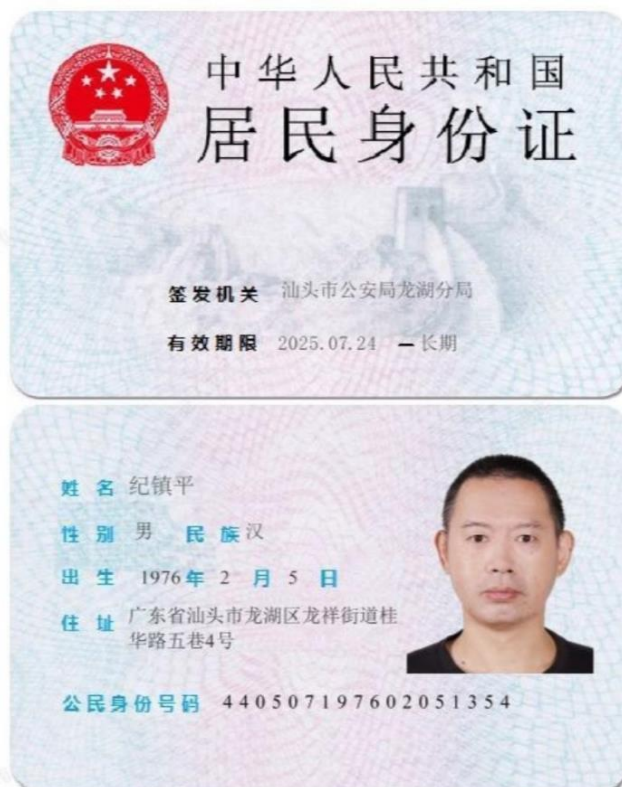 中华人民共和国
居民身份证
签发机关 汕头市公安局龙湖分局
有效期限 2025.07.24 — 长期
姓名 纪镇平
性别 男 民族 汉
出生 1976年2月5日
住址 广东省汕头市龙湖区龙祥街道桂
华路五巷4号
公民身份号码 440507197602051354